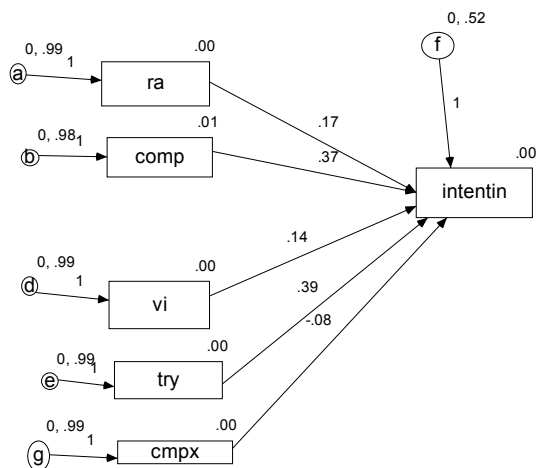 0, .52
f
1
0, .99
a
1
.00
ra
.17
0, .98
b
1
.01
comp
.37
.00
intentin
0, .99
d
1
.00
vi
.14
0, .99
e
1
.00
try
.39
-.08
0, .99
g
1
.00
cmpx